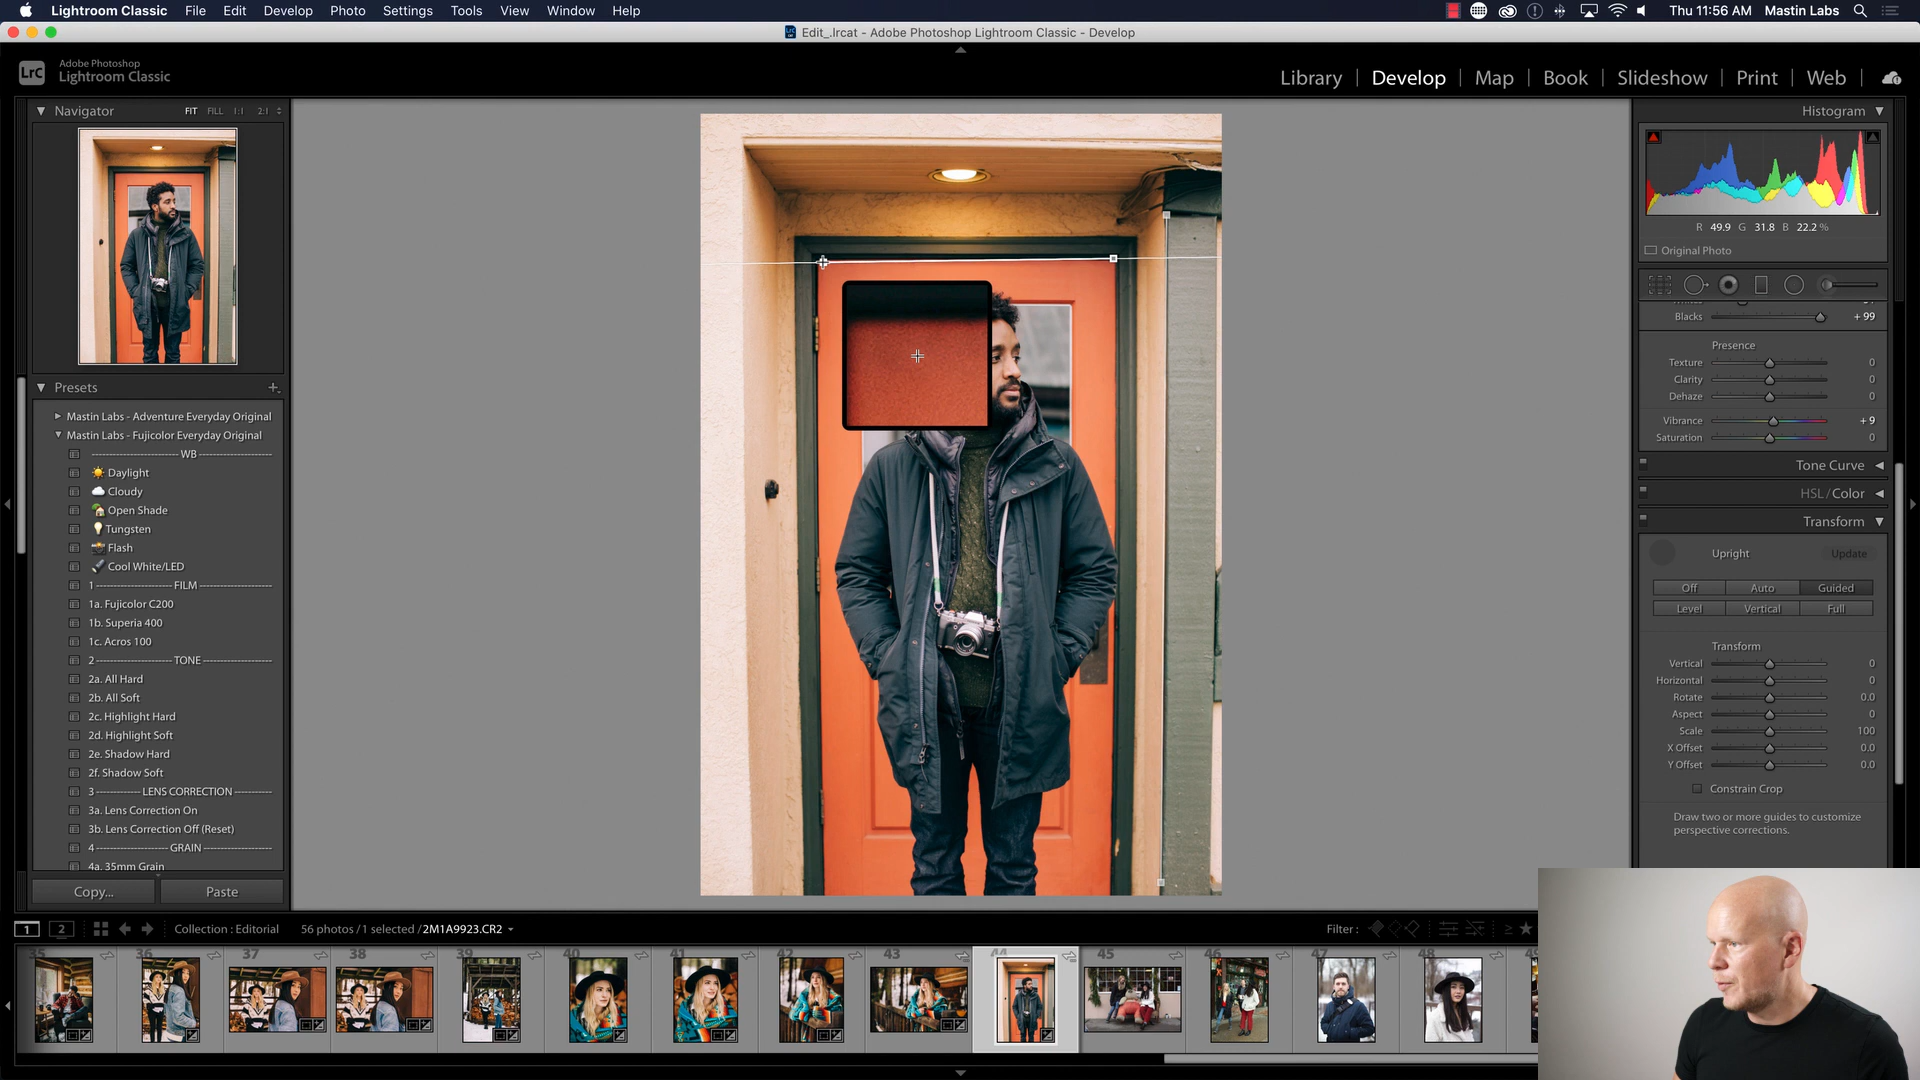 Lightroom Classic File Edit Develop Photo Settings Tools View Window Help Thu 11:56 AM Mastin Labs
Edit_.lrcat - Adobe Photoshop Lightroom Classic - Develop
LrC Adobe Photoshop
Lightroom Classic
Library | Develop | Map | Book | Slideshow | Print | Web
Navigator FIT FILL 1:1 2:1
Presets +
Mastin Labs - Adventure Everyday Original
Mastin Labs - Fujicolor Everyday Original
WB
Daylight
Cloudy
Open Shade
Tungsten
Flash
Cool White/LED
1 FILM
1a. Fujicolor C200
1b. Superia 400
1c. Acros 100
2 TONE
2a. All Hard
2b. All Soft
2c. Highlight Hard
2d. Highlight Soft
2e. Shadow Hard
2f. Shadow Soft
3 LENS CORRECTION
3a. Lens Correction On
3b. Lens Correction Off (Reset)
4 GRAIN
4a. 35mm Grain
Copy... Paste
Histogram
R 49.9 G 31.8 B 22.2 %
Original Photo
Blacks + 99
Presence
Texture 0
Clarity 0
Dehaze 0
Vibrance + 9
Saturation 0
Tone Curve
HSL / Color
Transform
Upright Update
Off Auto Guided
Level Vertical Full
Transform
Vertical 0
Horizontal 0
Rotate 0.0
Aspect 0
Scale 100
X Offset 0.0
Y Offset 0.0
Constrain Crop
Draw two or more guides to customize
perspective corrections.
1 2 Collection : Editorial 56 photos / 1 selected / 2M1A9923.CR2 Filter :
35 36 37 38 39 40 41 42 43 44 45 46 47 48